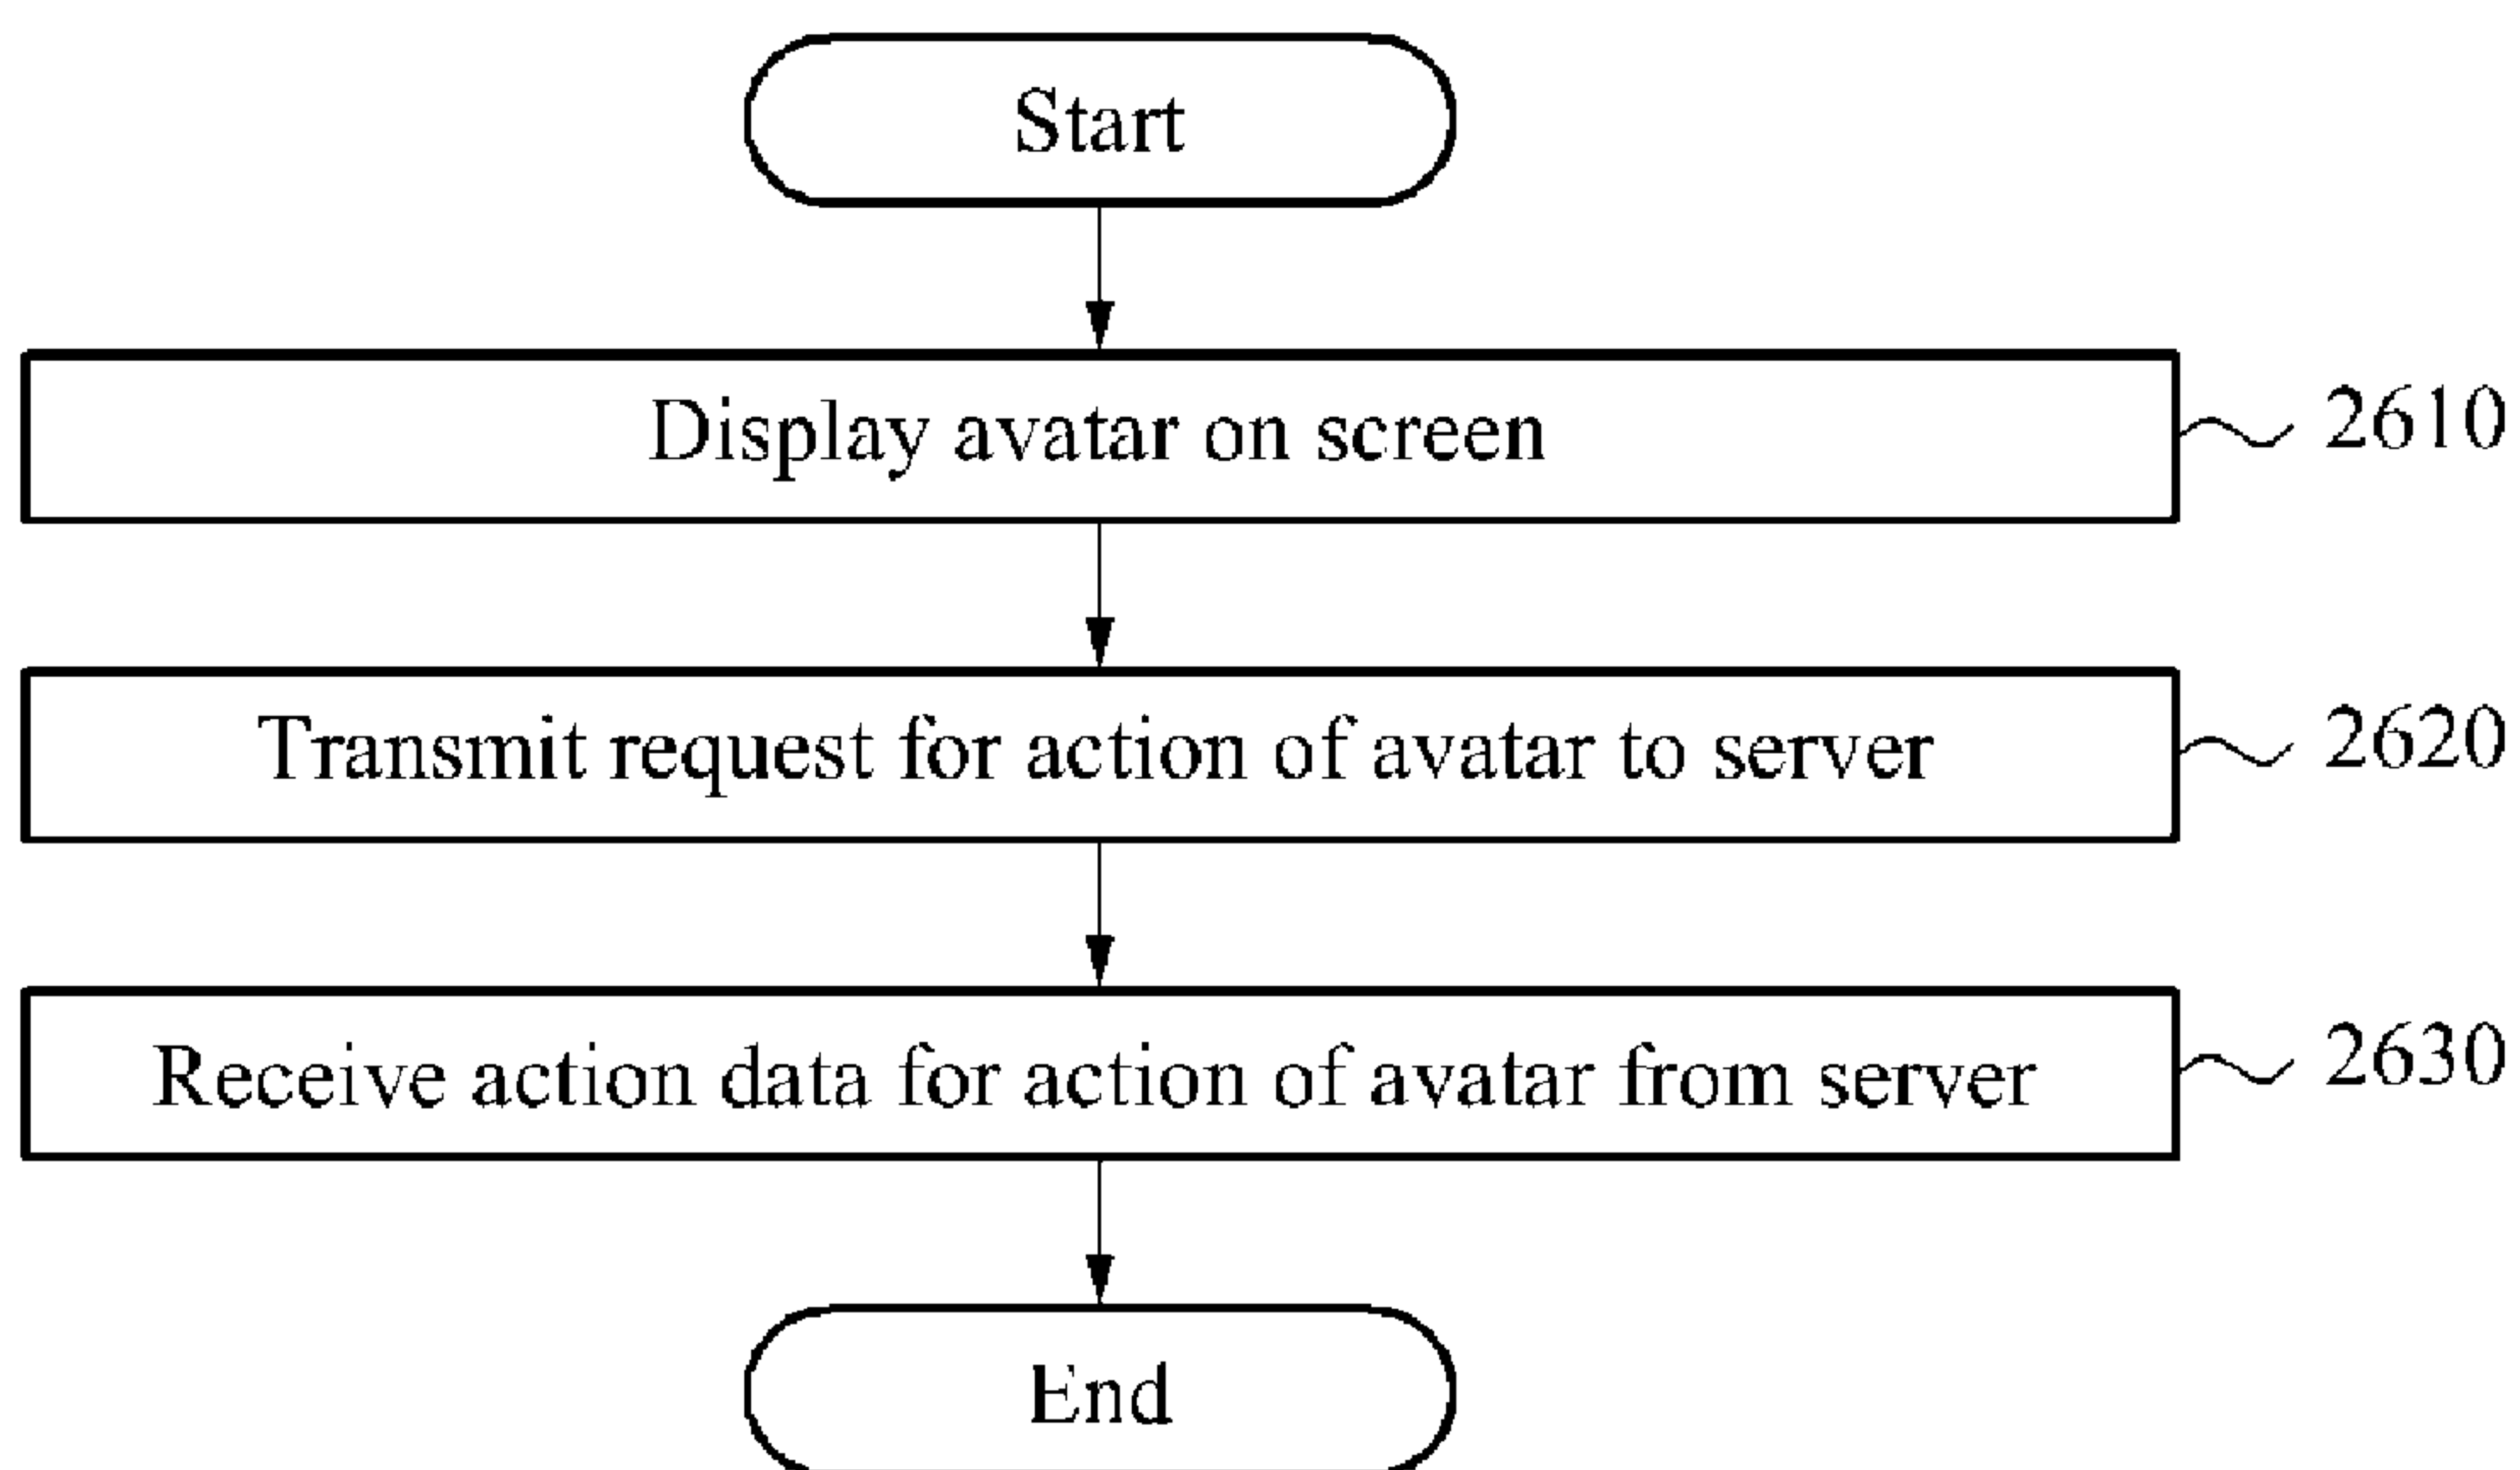 Start
Display avatar on screen
2610
Transmit request for action of avatar to server
2620
Receive action data for action of avatar from server
2630
End